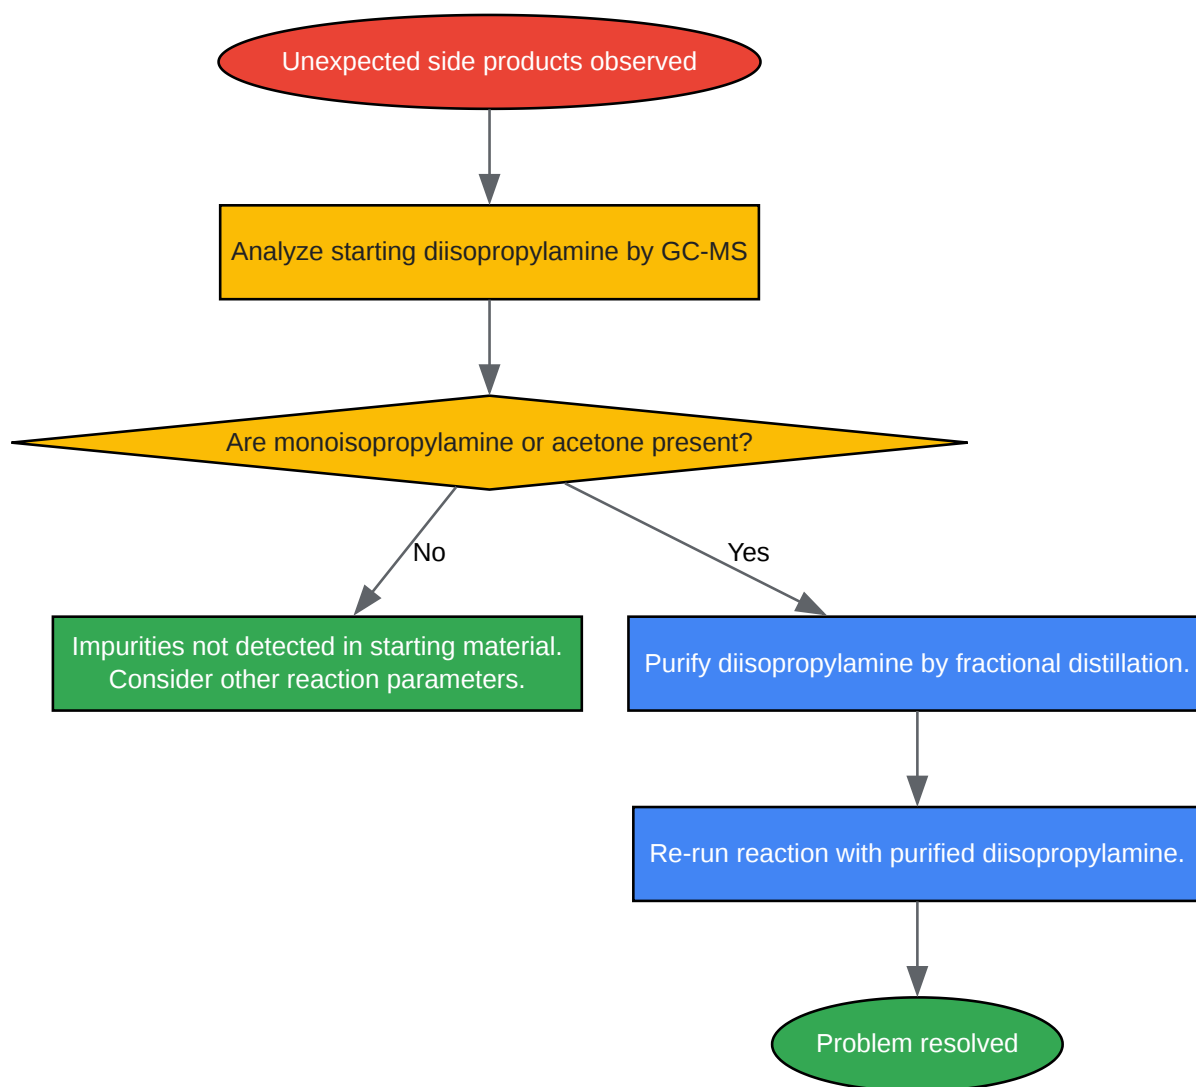 Unexpected side products observed
Analyze starting diisopropylamine by GC-MS
Are monoisopropylamine or acetone present?
No
Yes
Impurities not detected in starting material.
Consider other reaction parameters.
Purify diisopropylamine by fractional distillation.
Re-run reaction with purified diisopropylamine.
Problem resolved